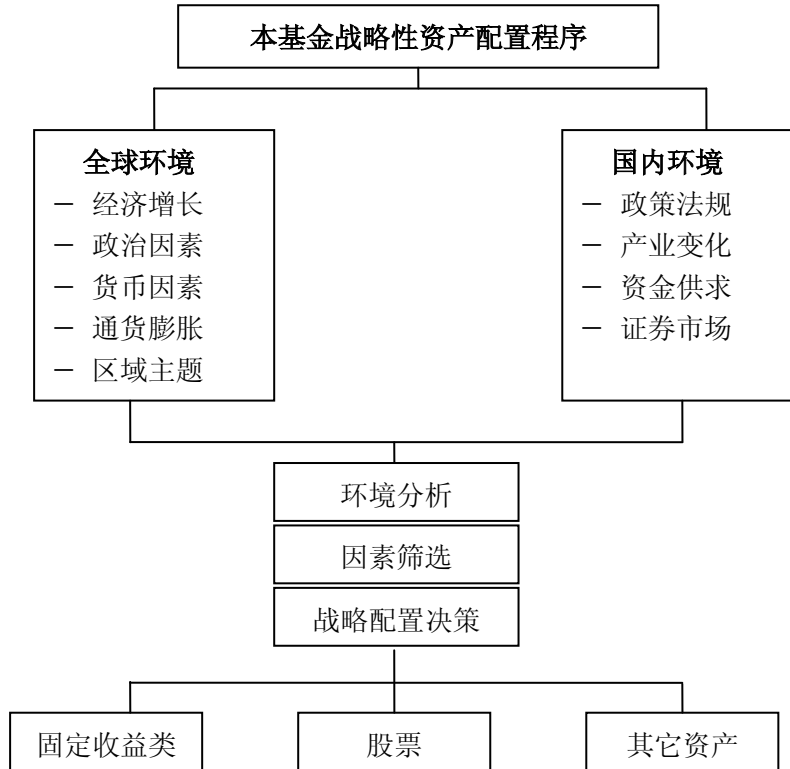 本基金战略性资产配置程序
全球环境
－ 经济增长
－ 政治因素
－ 货币因素
－ 通货膨胀
－ 区域主题
国内环境
－ 政策法规
－ 产业变化
－ 资金供求
－ 证券市场
环境分析
因素筛选
战略配置决策
固定收益类
股票
其它资产